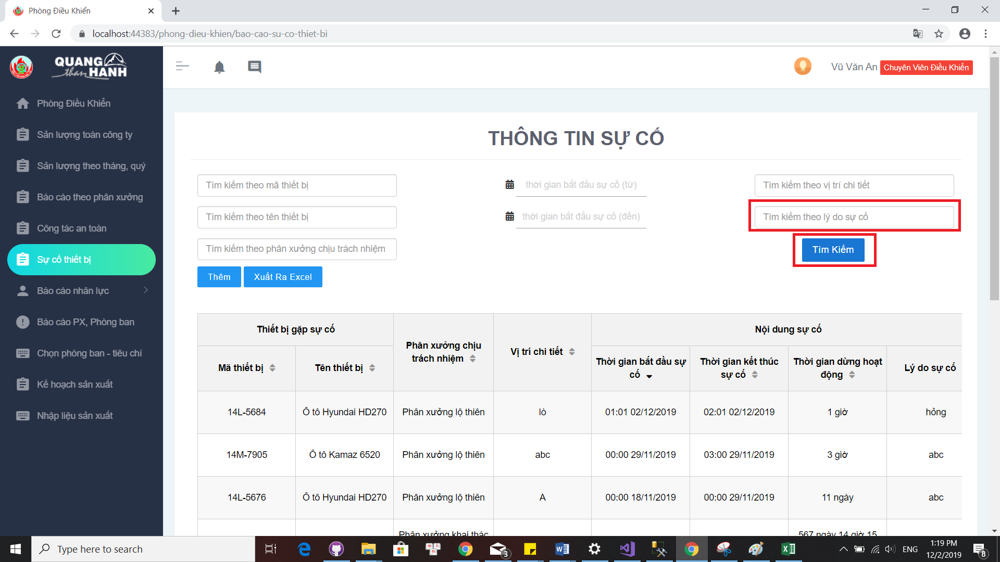 Phòng Điều Khiển
localhost:44383/phong-dieu-khien/bao-cao-su-co-thiet-bi
QUANG HANH
than
Vũ Văn An Chuyên Viên Điều Khiển
Phòng Điều Khiển
Sản lượng toàn công ty
Sản lượng theo tháng, quý
Báo cáo theo phân xưởng
Công tác an toàn
Sự cố thiết bị
Báo cáo nhân lực
Báo cáo PX, Phòng ban
Chọn phòng ban - tiêu chí
Kế hoạch sản xuất
Nhập liệu sản xuất
THÔNG TIN SỰ CỐ
Tìm kiếm theo mã thiết bị
thời gian bắt đầu sự cố (từ)
Tìm kiếm theo vị trí chi tiết
Tìm kiếm theo tên thiết bị
thời gian bắt đầu sự cố (đến)
Tìm kiếm theo lý do sự cố
Tìm kiếm theo phân xưởng chịu trách nhiệm
Tìm Kiếm
Thêm
Xuất Ra Excel
Thiết bị gặp sự cố
Phân xưởng chịu trách nhiệm
Vị trí chi tiết
Nội dung sự cố
Mã thiết bị
Tên thiết bị
Thời gian bắt đầu sự cố
Thời gian kết thúc sự cố
Thời gian dừng hoạt động
Lý do sự cố
14L-5684 Ô tô Hyundai HD270 Phân xưởng lộ thiên lò 01:01 02/12/2019 02:01 02/12/2019 1 giờ hỏng
14M-7905 Ô tô Kamaz 6520 Phân xưởng lộ thiên abc 00:00 29/11/2019 03:00 29/11/2019 3 giờ abc
14L-5676 Ô tô Hyundai HD270 Phân xưởng lộ thiên A 00:00 18/11/2019 00:00 29/11/2019 11 ngày abc
Phân xưởng khai thác 567 ngày 14 giờ 15
Type here to search
3
ENG
1:19 PM
12/2/2019
8